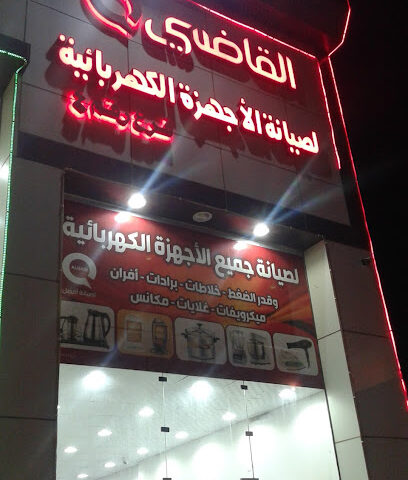 القاضي
لصيانة الأجهزة الكهربائية
لصيانة جميع الأجهزة الكهربائية
وقدر الضغط - خلاطات - برادات - أفران
ميكرويفات - غلايات - مكانس